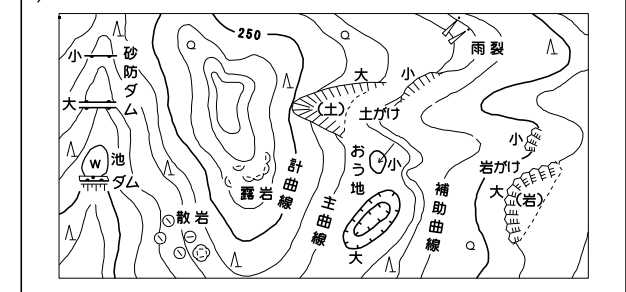 250
小
砂防ダム
大
W
池
ダム
散岩
露岩
計曲線
主曲線
大
(土)
土がけ
小
おう地
小
大
補助曲線
雨裂
小
岩がけ
大
(岩)